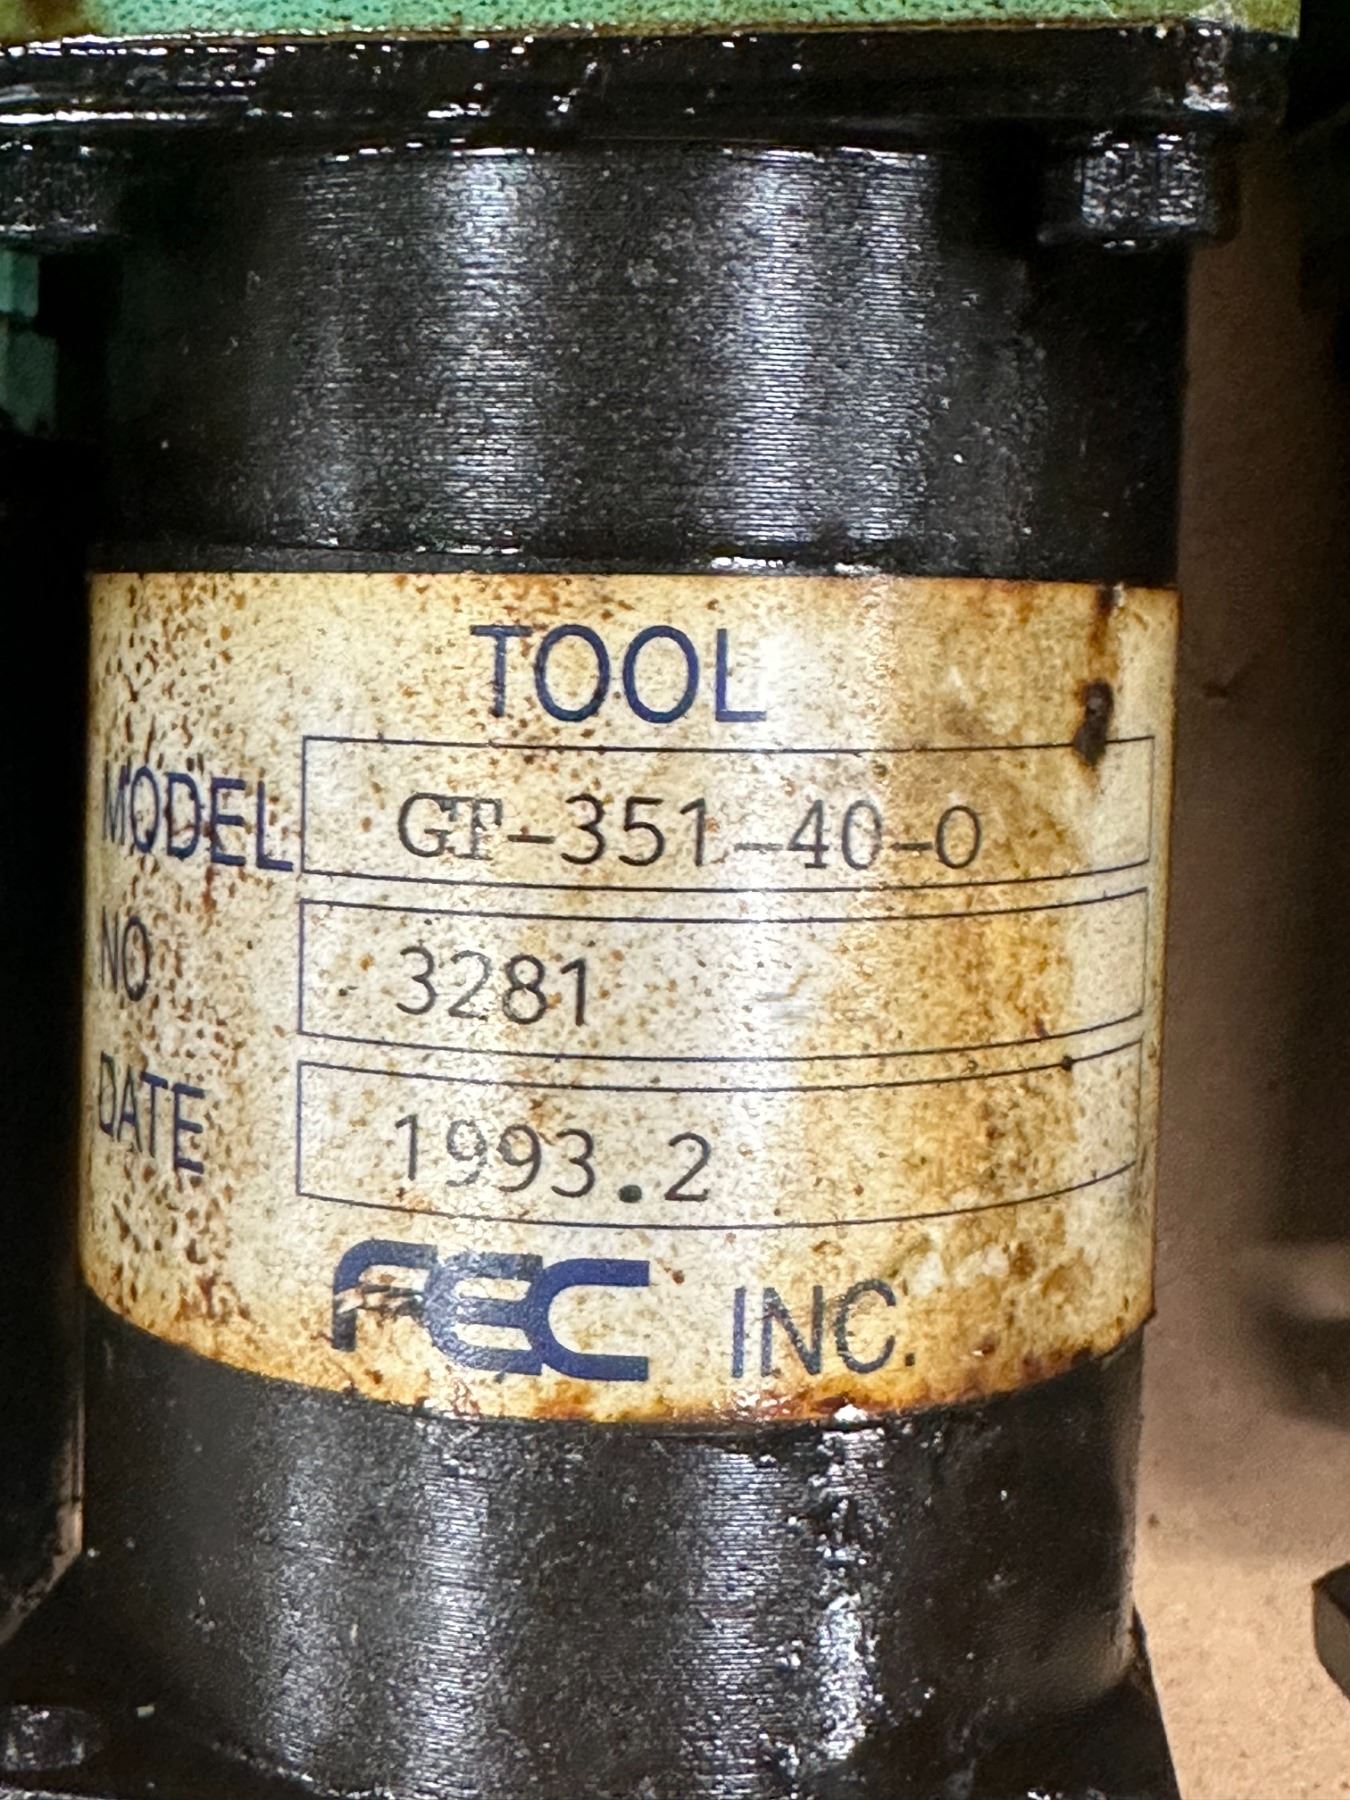 TOOL
MODEL GT-351-40-0
NO 3281
DATE 1993.2
FEC INC.